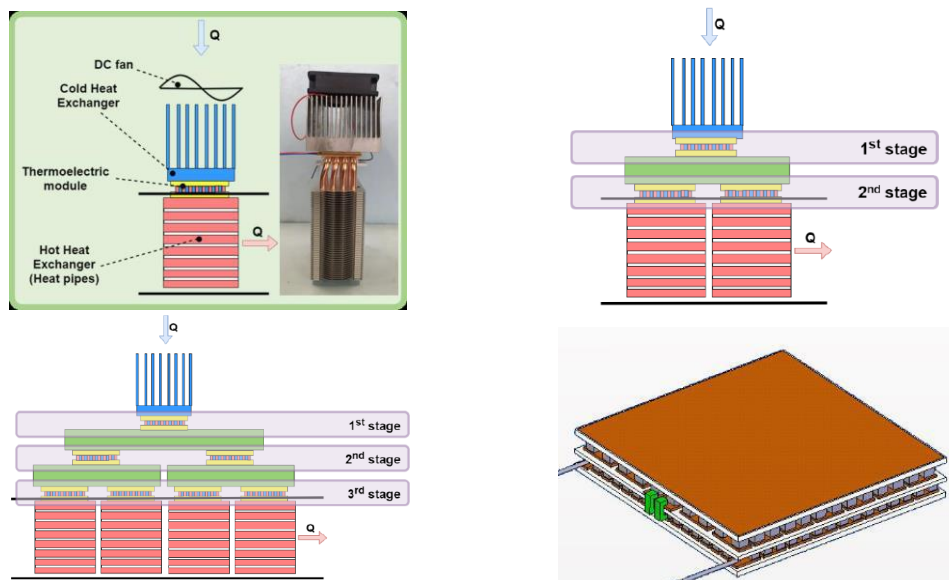 Q
DC fan
Cold Heat
Exchanger
Thermoelectric
module
Q
Hot Heat
Exchanger
(Heat pipes)
Q
1st stage
2nd stage
Q
Q
1st stage
2nd stage
3rd stage
Q